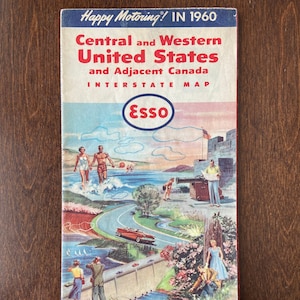 Happy Motoring! IN 1960
Central and Western
United States
and Adjacent Canada
INTERSTATE MAP
Esso